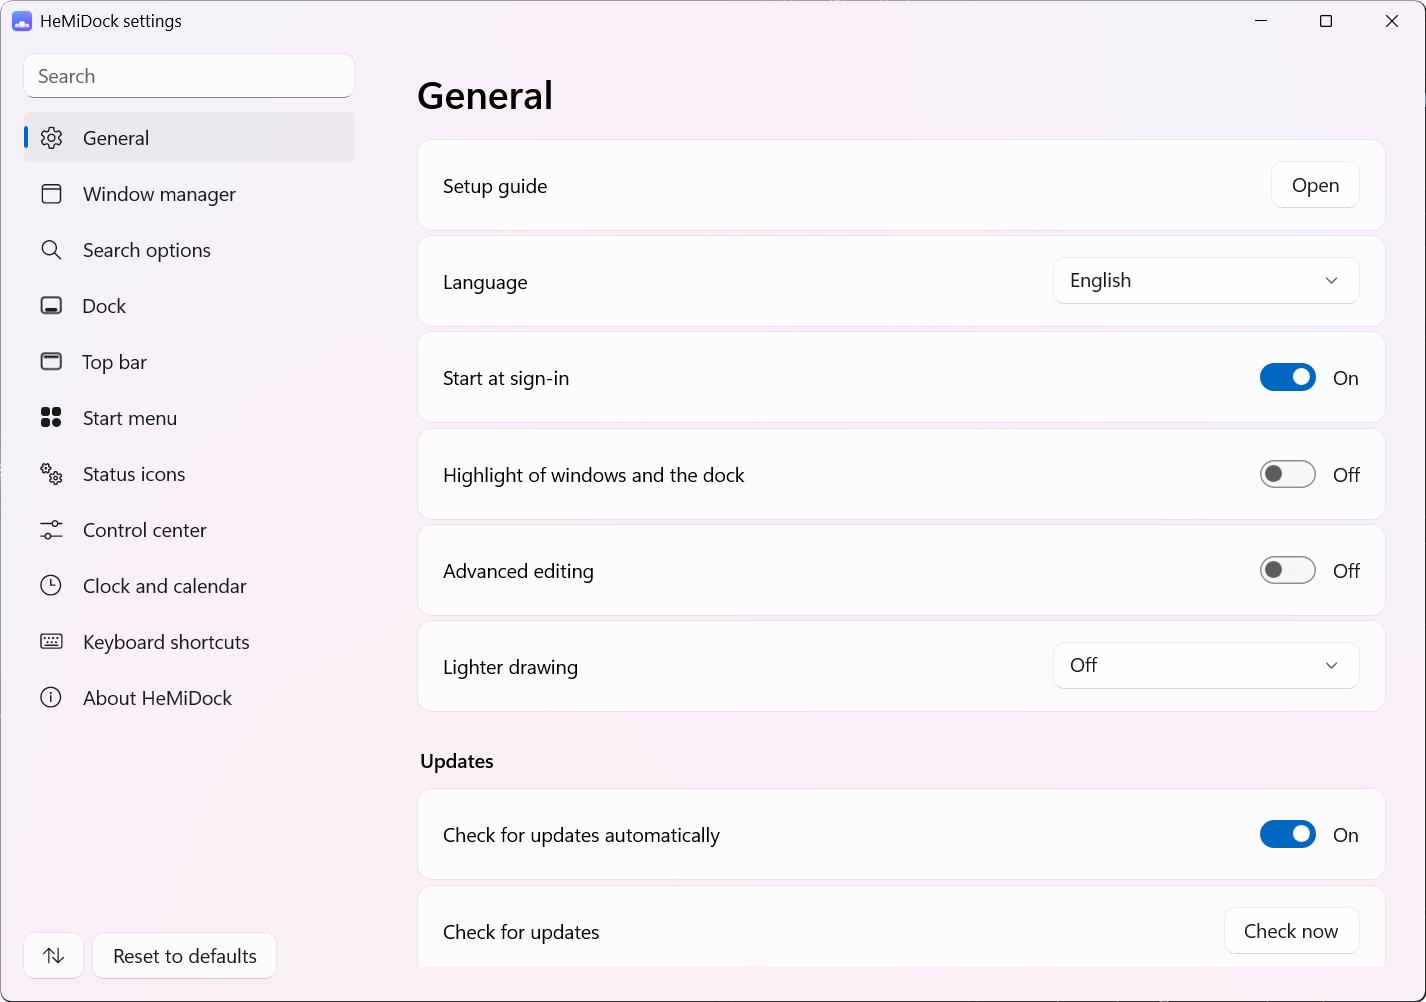 HeMiDock settings
Search
General
Window manager
Search options
Dock
Top bar
Start menu
Status icons
Control center
Clock and calendar
Keyboard shortcuts
About HeMiDock
Reset to defaults
General
Setup guide
Open
Language
English
Start at sign-in
On
Highlight of windows and the dock
Off
Advanced editing
Off
Lighter drawing
Off
Updates
Check for updates automatically
On
Check for updates
Check now